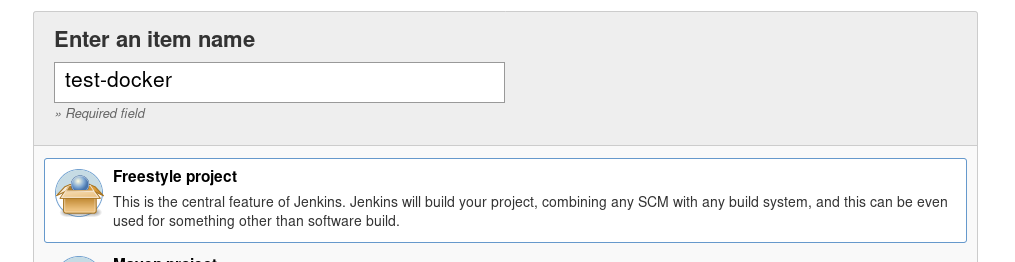 Enter an item name
test-docker
» Required field
Freestyle project
This is the central feature of Jenkins. Jenkins will build your project, combining any SCM with any build system, and this can be even
used for something other than software build.
Maven project